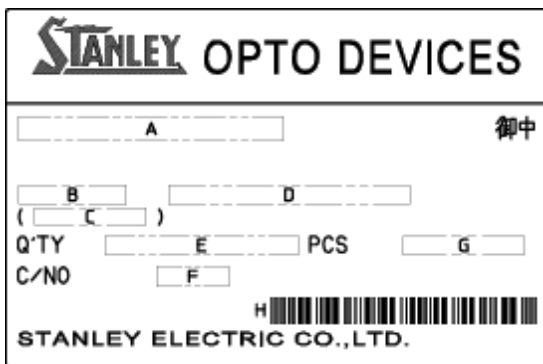 STANLEY OPTO DEVICES
A 御中
B D
( C )
Q'TY E PCS G
C/NO F
H
STANLEY ELECTRIC CO.,LTD.